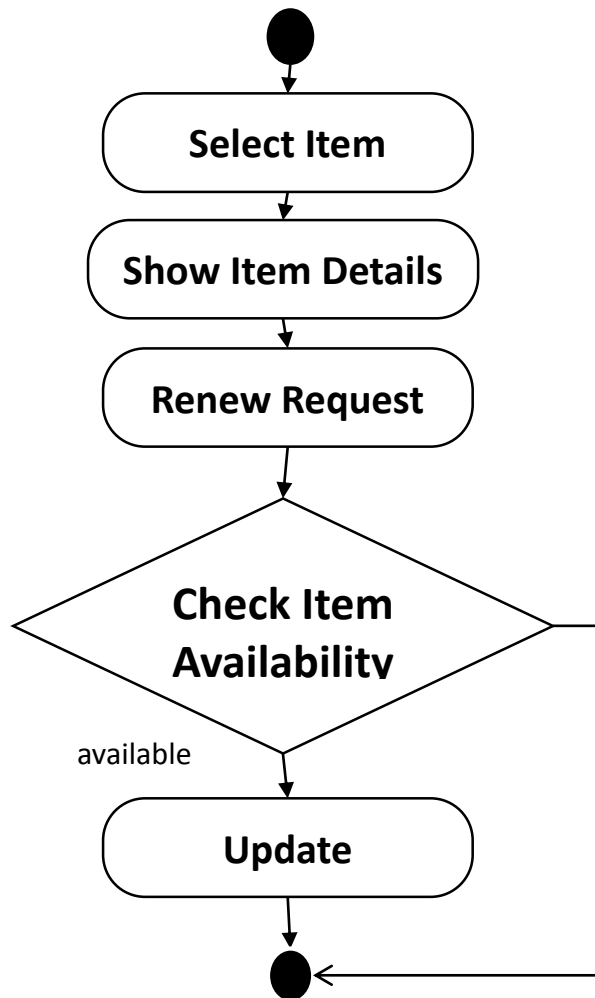 Select Item
Show Item Details
Renew Request
Check Item
Availability
available
Update